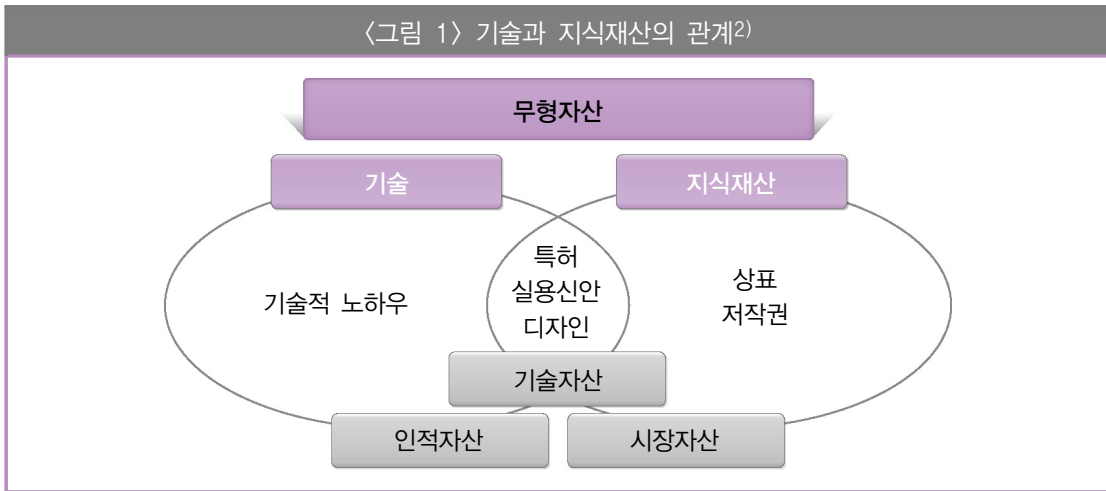 〈그림 1〉 기술과 지식재산의 관계2)
무형자산
기술
지식재산
기술적 노하우
특허
실용신안
디자인
상표
저작권
기술자산
인적자산
시장자산